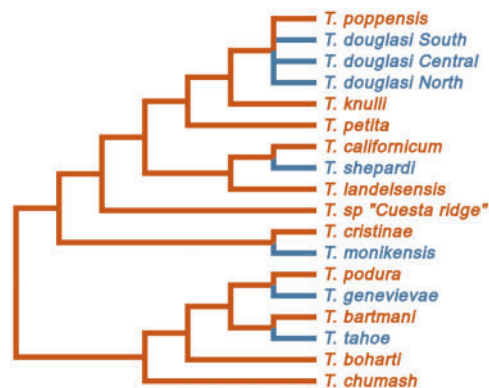 T. poppensis
T. douglasi South
T. douglasi Central
T. douglasi North
T. knulli
T. petita
T. californicum
T. shepardi
T. landelsensis
T. sp "Cuesta ridge"
T. cristinae
T. monikensis
T. podura
T. genevievae
T. bartmani
T. tahoe
T. boharti
T. chumash